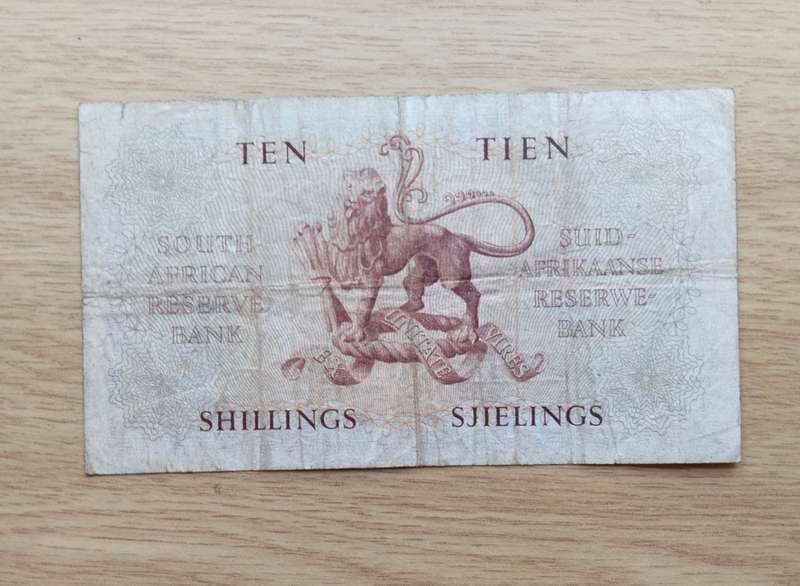 TEN TIEN
SOUTH
AFRICAN
RESERVE
BANK
SUID-
AFRIKAANSE
RESERWE-
BANK
EX UNITATE VIRES
SHILLINGS SJIELINGS